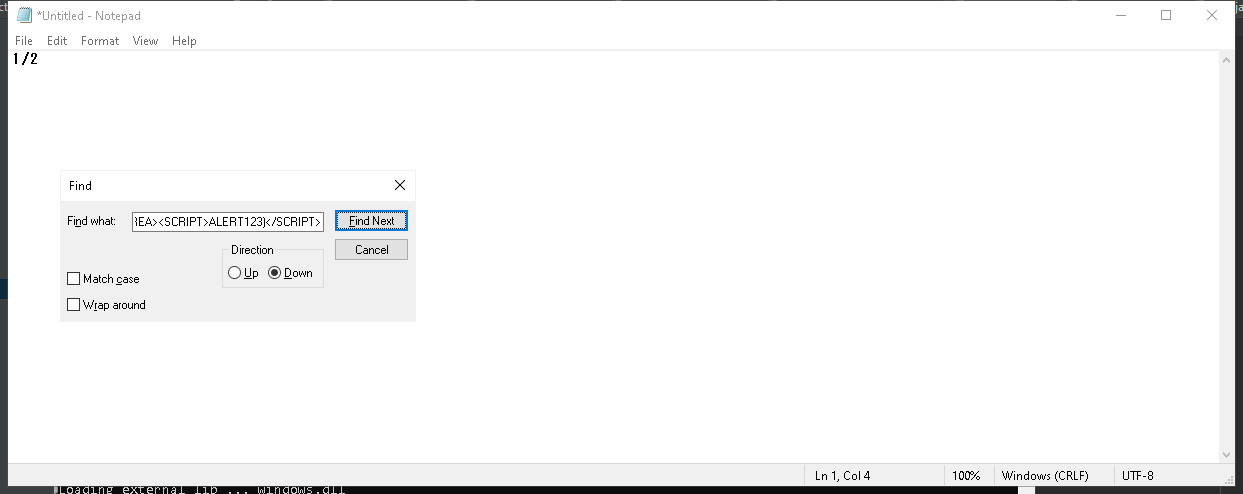 *Untitled - Notepad
File Edit Format View Help
1/2
Find
Find what: EA><SCRIPT>ALERT123)</SCRIPT>
Find Next
Direction
Cancel
Up Down
Match case
Wrap around
Ln 1, Col 4 100% Windows (CRLF) UTF-8
Loading external lib ... windows.dll